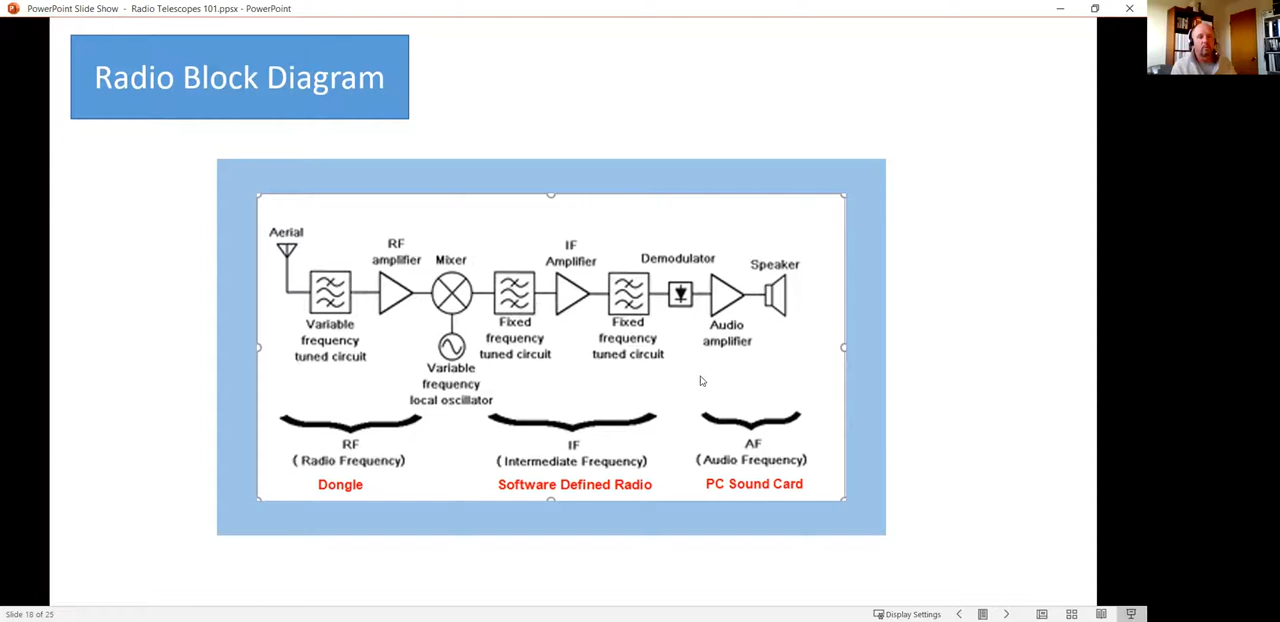 PowerPoint Slide Show - Radio Telescopes 101.ppsx - PowerPoint
Radio Block Diagram
Aerial
RF
amplifier
Mixer
IF
Amplifier
Demodulator
Speaker
Variable
frequency
tuned circuit
Variable
frequency
local oscillator
Fixed
frequency
tuned circuit
Fixed
frequency
tuned circuit
Audio
amplifier
RF
(Radio Frequency)
Dongle
IF
(Intermediate Frequency)
Software Defined Radio
AF
(Audio Frequency)
PC Sound Card
Slide 18 of 25
Display Settings